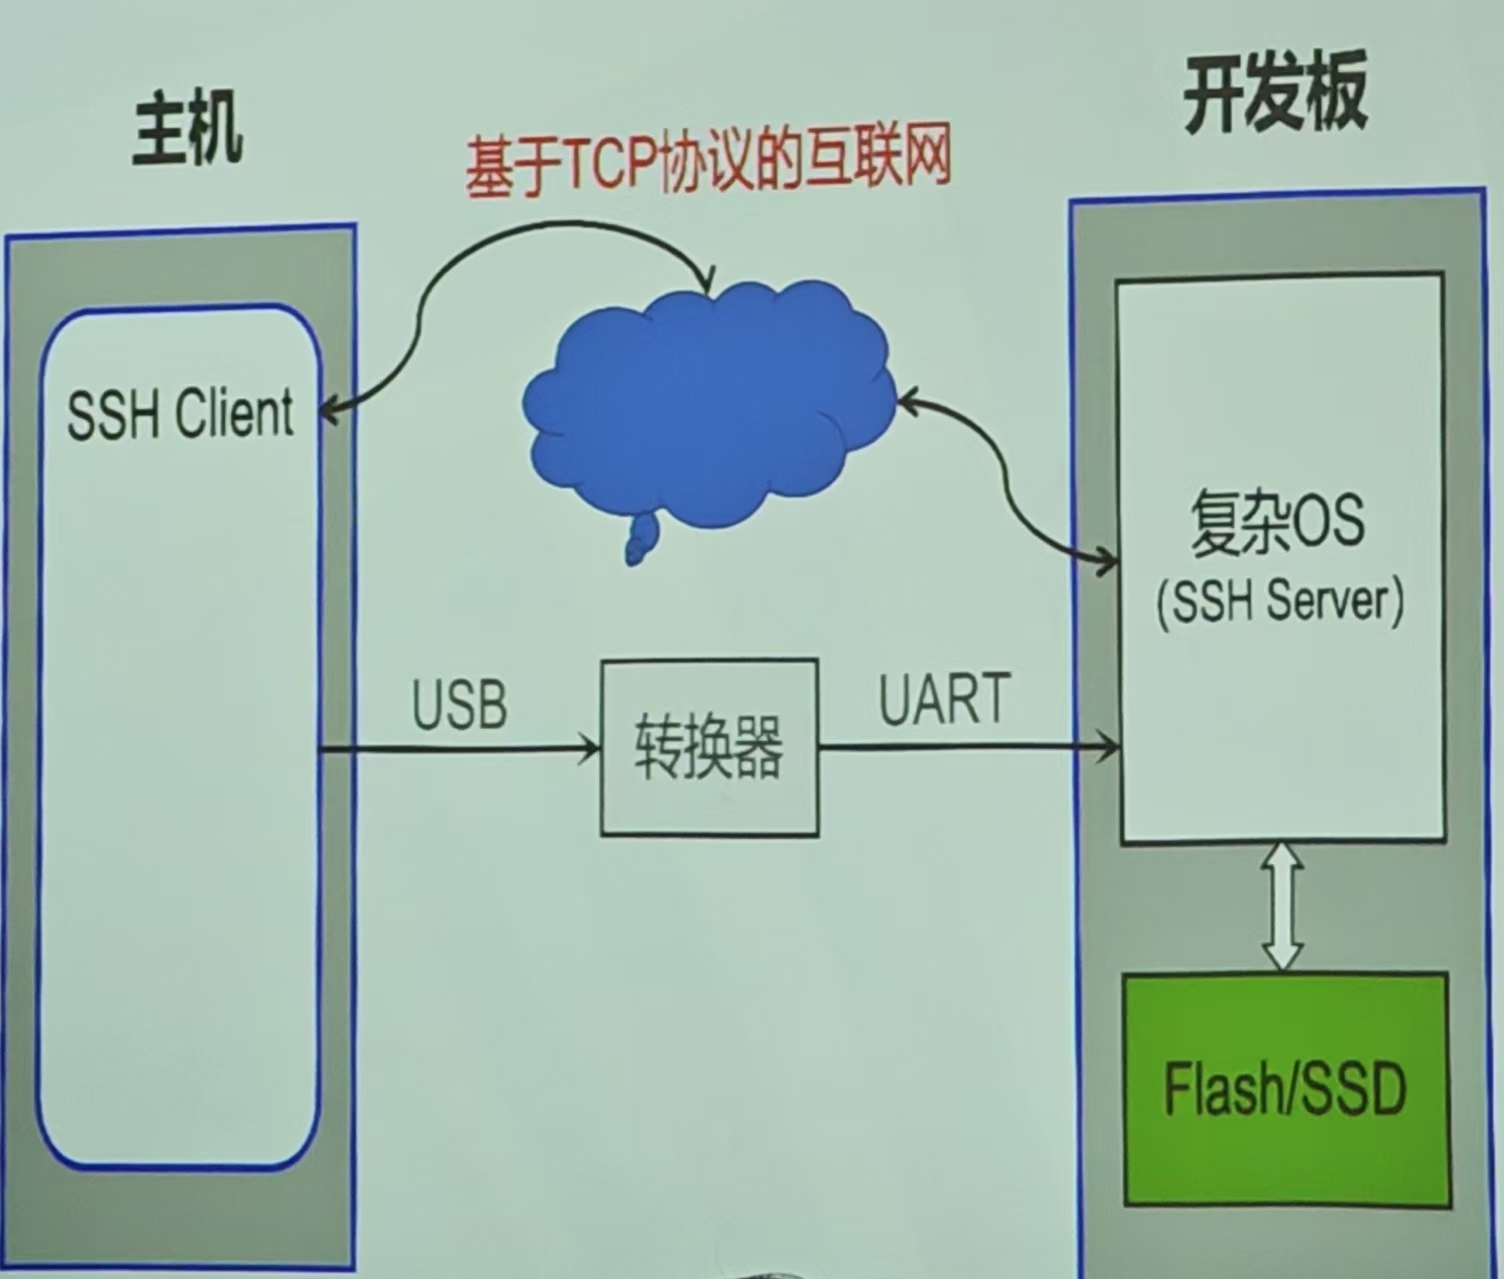 主机
开发板
基于TCP协议的互联网
SSH Client
复杂OS
(SSH Server)
USB
转换器
UART
Flash/SSD